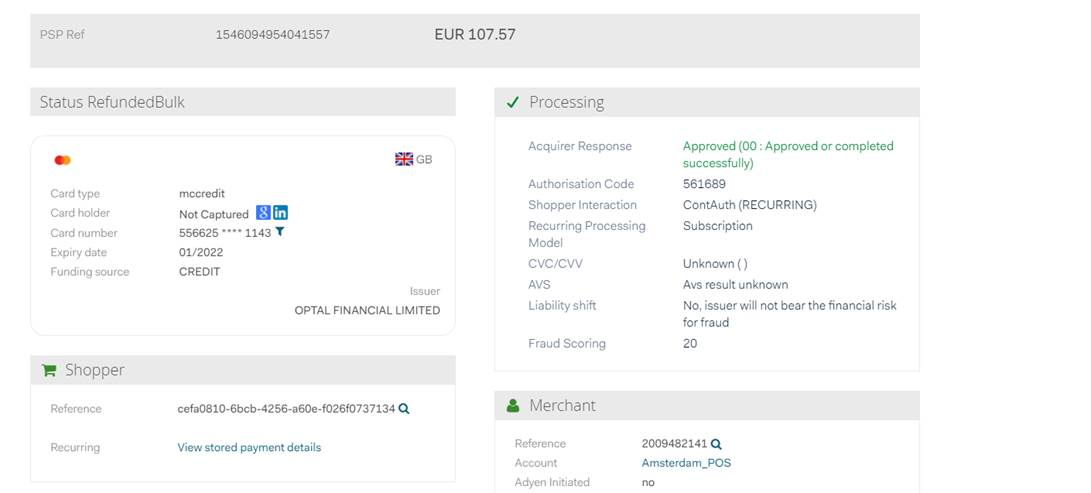 PSP Ref 1546094954041557 EUR 107.57
Status RefundedBulk
GB
Card type mccredit
Card holder Not Captured
Card number 556625 **** 1143
Expiry date 01/2022
Funding source CREDIT
Issuer
OPTAL FINANCIAL LIMITED
Shopper
Reference cefa0810-6bcb-4256-a60e-f026f0737134
Recurring View stored payment details
Processing
Acquirer Response Approved (00 : Approved or completed
successfully)
Authorisation Code 561689
Shopper Interaction ContAuth (RECURRING)
Recurring Processing Subscription
Model
CVC/CVV Unknown ( )
AVS Avs result unknown
Liability shift No, issuer will not bear the financial risk
for fraud
Fraud Scoring 20
Merchant
Reference 2009482141
Account Amsterdam_POS
Adyen Initiated no